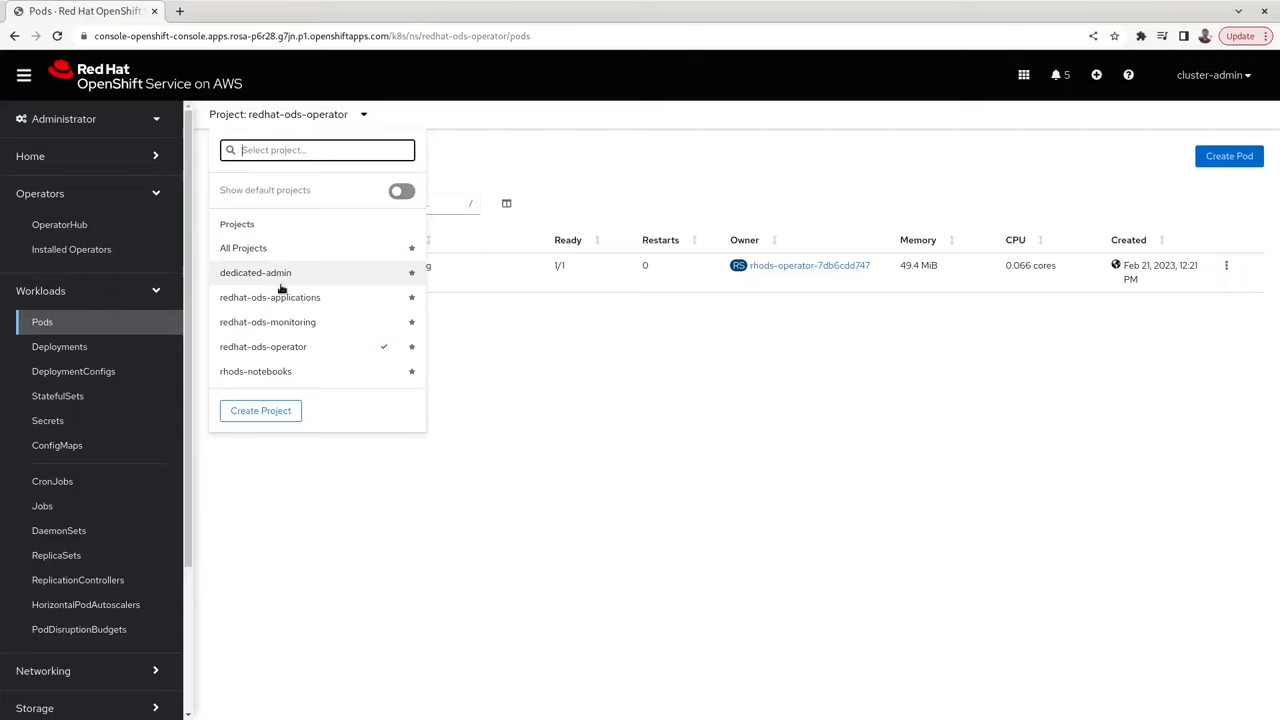 Pods · Red Hat OpenShift
console-openshift-console.apps.rosa-p6r28.g7jn.p1.openshiftapps.com/k8s/ns/redhat-ods-operator/pods
Update
Red Hat
OpenShift Service on AWS
5
cluster-admin
Administrator
Home
Operators
OperatorHub
Installed Operators
Workloads
Pods
Deployments
DeploymentConfigs
StatefulSets
Secrets
ConfigMaps
CronJobs
Jobs
DaemonSets
ReplicaSets
ReplicationControllers
HorizontalPodAutoscalers
PodDisruptionBudgets
Networking
Storage
Project: redhat-ods-operator
Select project...
Show default projects
Projects
All Projects
dedicated-admin
redhat-ods-applications
redhat-ods-monitoring
redhat-ods-operator
rhods-notebooks
Create Project
Create Pod
. /
Ready Restarts Owner Memory CPU Created
g 1/1 0 RS rhods-operator-7db6cdd747 49.4 MiB 0.066 cores Feb 21, 2023, 12:21
PM